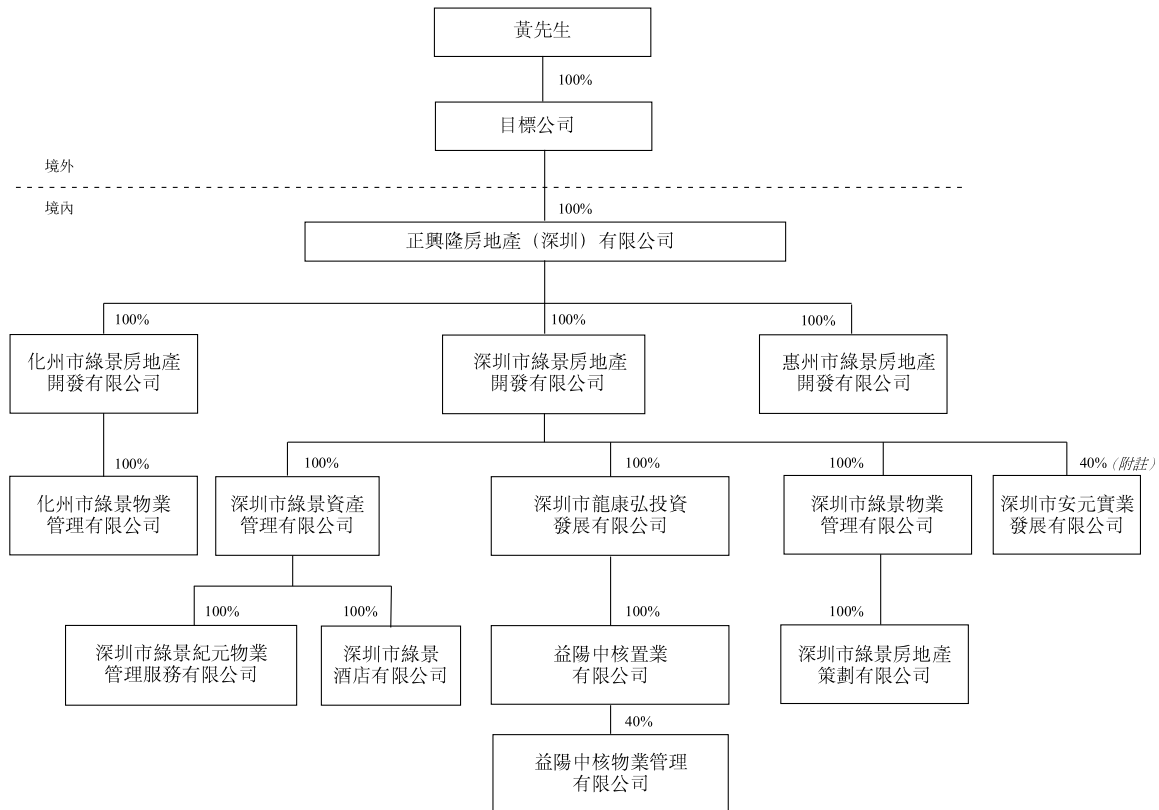 黃先生
100%
目標公司
境外
境內
100%
正興隆房地產（深圳）有限公司
100%
100%
100%
化州市綠景房地產
開發有限公司
深圳市綠景房地產
開發有限公司
惠州市綠景房地產
開發有限公司
100%
100%
100%
100%
40%（附註）
化州市綠景物業
管理有限公司
深圳市綠景資產
管理有限公司
深圳市龍康弘投資
發展有限公司
深圳市綠景物業
管理有限公司
深圳市安元實業
發展有限公司
100%
100%
100%
100%
深圳市綠景紀元物業
管理服務有限公司
深圳市綠景
酒店有限公司
益陽中核置業
有限公司
深圳市綠景房地產
策劃有限公司
40%
益陽中核物業管理
有限公司